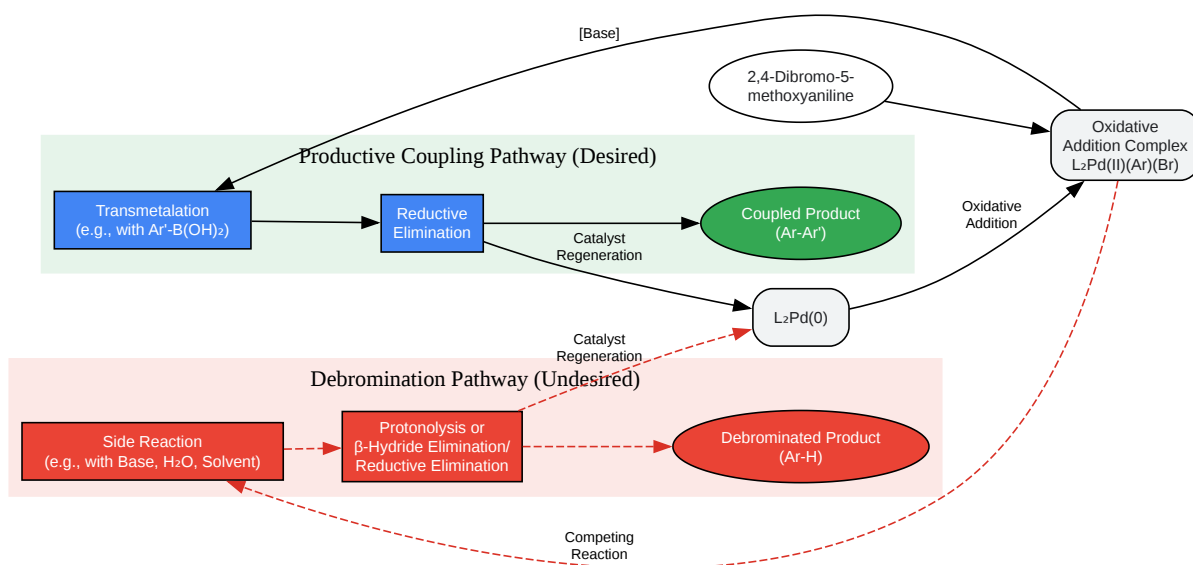 [Base]
2,4-Dibromo-5-
methoxyaniline
Oxidative
Addition Complex
L₂Pd(II)(Ar)(Br)
Productive Coupling Pathway (Desired)
Transmetalation
(e.g., with Ar'-B(OH)₂)
Reductive
Elimination
Coupled Product
(Ar-Ar')
Oxidative
Addition
Catalyst
Regeneration
L₂Pd(0)
Catalyst
Regeneration
Debromination Pathway (Undesired)
Side Reaction
(e.g., with Base, H₂O, Solvent)
Protonolysis or
β-Hydride Elimination/
Reductive Elimination
Debrominated Product
(Ar-H)
Competing
Reaction